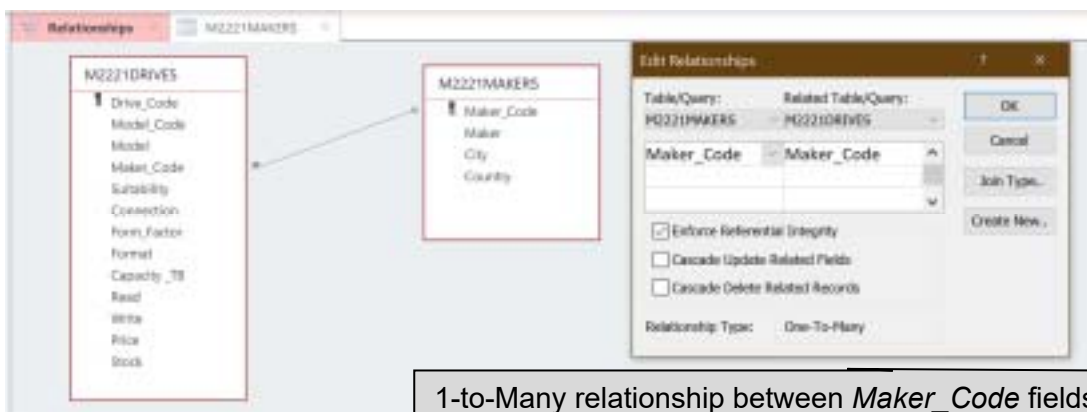 Relationships M2221MAKERS
M2221DRIVES
Drive_Code
Model_Code
Model
Maker_Code
Suitability
Connection
Form_Factor
Format
Capacity_TB
Read
Write
Price
Stock
M2221MAKERS
Maker_Code
Maker
City
Country
Edit Relationships ? ×
Table/Query: Related Table/Query:
M2221MAKERS M2221DRIVES
Maker_Code Maker_Code
Enforce Referential Integrity
Cascade Update Related Fields
Cascade Delete Related Records
Relationship Type: One-To-Many
OK
Cancel
Join Type..
Create New..
1-to-Many relationship between Maker_Code fields